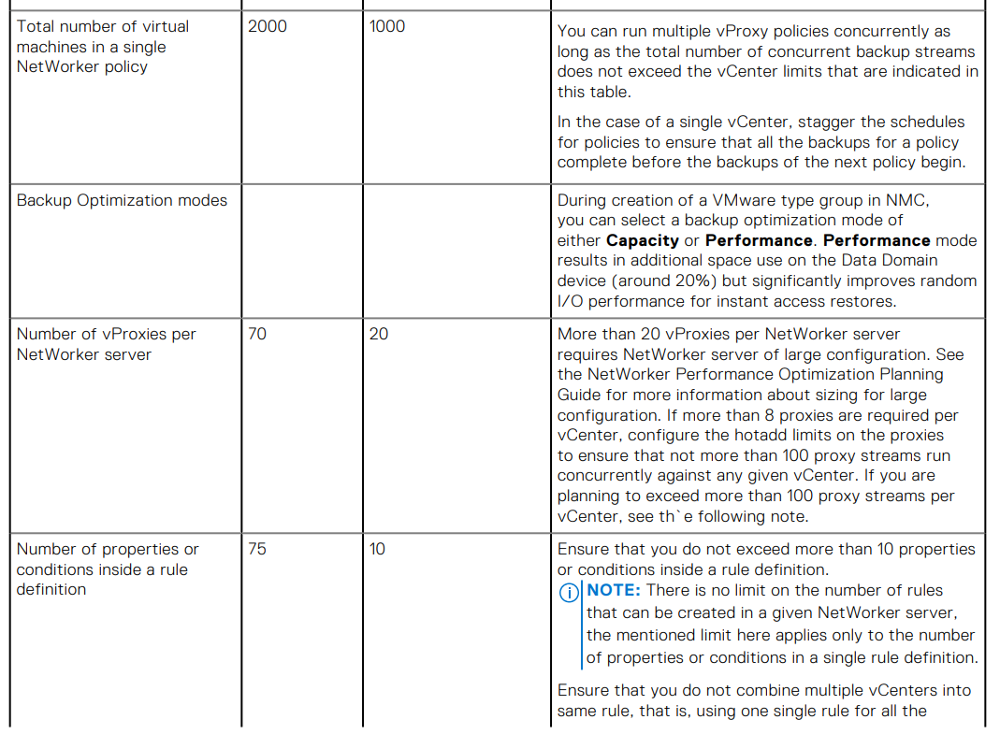 Total number of virtual
machines in a single
NetWorker policy
2000
1000
You can run multiple vProxy policies concurrently as
long as the total number of concurrent backup streams
does not exceed the vCenter limits that are indicated in
this table.
In the case of a single vCenter, stagger the schedules
for policies to ensure that all the backups for a policy
complete before the backups of the next policy begin.
Backup Optimization modes
During creation of a VMware type group in NMC,
you can select a backup optimization mode of
either Capacity or Performance. Performance mode
results in additional space use on the Data Domain
device (around 20%) but significantly improves random
I/O performance for instant access restores.
Number of vProxies per
NetWorker server
70
20
More than 20 vProxies per NetWorker server
requires NetWorker server of large configuration. See
the NetWorker Performance Optimization Planning
Guide for more information about sizing for large
configuration. If more than 8 proxies are required per
vCenter, configure the hotadd limits on the proxies
to ensure that not more than 100 proxy streams run
concurrently against any given vCenter. If you are
planning to exceed more than 100 proxy streams per
vCenter, see th`e following note.
Number of properties or
conditions inside a rule
definition
75
10
Ensure that you do not exceed more than 10 properties
or conditions inside a rule definition.
NOTE: There is no limit on the number of rules
that can be created in a given NetWorker server,
the mentioned limit here applies only to the number
of properties or conditions in a single rule definition.
Ensure that you do not combine multiple vCenters into
same rule, that is, using one single rule for all the